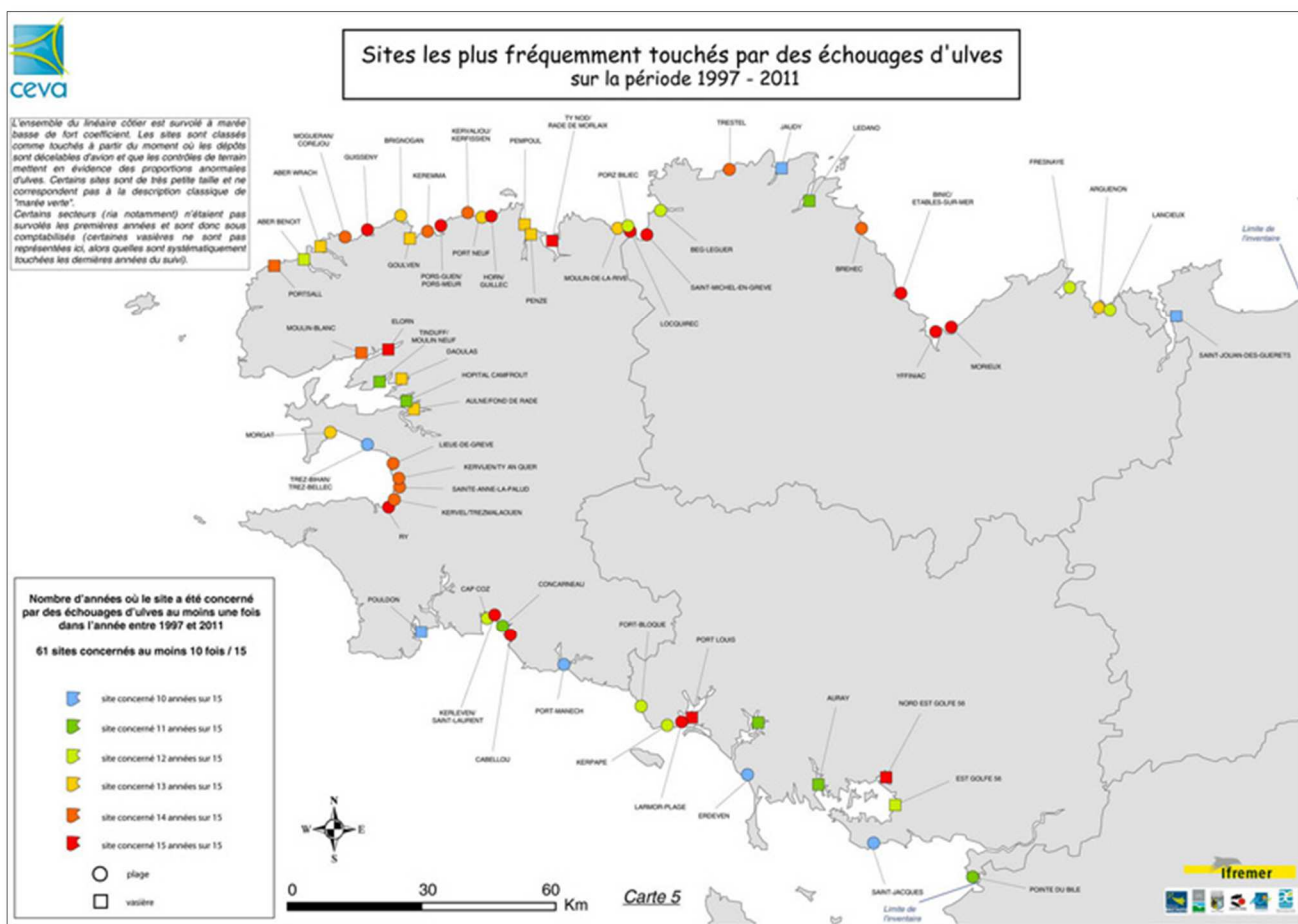 ceva
Sites les plus fréquemment touchés par des échouages d'ulves
sur la période 1997 - 2011
L'ensemble du linéaire côtier est survolé à marée
basse de fort coefficient. Les sites sont classés
comme touchés à partir du moment où les dépôts
sont décelables d'avion et que les contrôles de terrain
mettent en évidence des proportions anormales
d'ulves. Certains sites sont de très petite taille et ne
correspondent pas à la description classique de
"marée verte".
Certains secteurs (ria notamment) n'étaient pas
survolés les premières années et sont donc sous
comptabilisés (certaines vasières ne sont pas
représentées ici, alors quelles sont systématiquement
touchées les dernières années du suivi).
ABER BENOIT
ABER WRACH
MOGUERAN/
COREJOU
GUISSENY
BRIGNOGAN
KEREMMA
KERVALIOU/
KERFISSIEN
PEMPOUL
TY NOD/
RADE DE MORLAIX
PORZ BILIEC
TRESTEL
JAUDY
LEDANO
BINIC/
ETABLES-SUR-MER
FRESNAYE
ARGUENON
LANCIEUX
Limite de
l'inventaire
PORTSALL
GOULVEN
PORS-GUEN/
PORS-MEUR
PORT NEUF
HORN/
GUILLEC
PENZE
MOULIN-DE-LA-RIVE
LOCQUIREC
SAINT-MICHEL-EN-GREVE
BEG-LEGUER
BREHEC
YFFINIAC
MORIEUX
SAINT-JOUAN-DES-GUERETS
MOULIN-BLANC
ELORN
TINDUFF/
MOULIN NEUF
DAOULAS
HOPITAL CAMFROUT
AULNE/FOND DE RADE
MORGAT
TREZ-BIHAN/
TREZ-BELLEC
LIEUE-DE-GREVE
KERVIJEN/TY AN QUER
SAINTE-ANNE-LA-PALUD
KERVEL/TREZMALAOUEN
RY
POULDON
CAP COZ
CONCARNEAU
KERLEVEN/
SAINT-LAURENT
CABELLOU
PORT-MANECH
FORT-BLOQUE
PORT LOUIS
KERPAPE
LARMOR-PLAGE
ERDEVEN
AURAY
NORD EST GOLFE 56
EST GOLFE 56
SAINT-JACQUES
POINTE DU BILE
Limite de
l'inventaire
Nombre d'années où le site a été concerné
par des échouages d'ulves au moins une fois
dans l'année entre 1997 et 2011
61 sites concernés au moins 10 fois / 15
site concerné 10 années sur 15
site concerné 11 années sur 15
site concerné 12 années sur 15
site concerné 13 années sur 15
site concerné 14 années sur 15
site concerné 15 années sur 15
plage
vasière
N
W E
S
0 30 60
Km
Carte 5
Ifremer